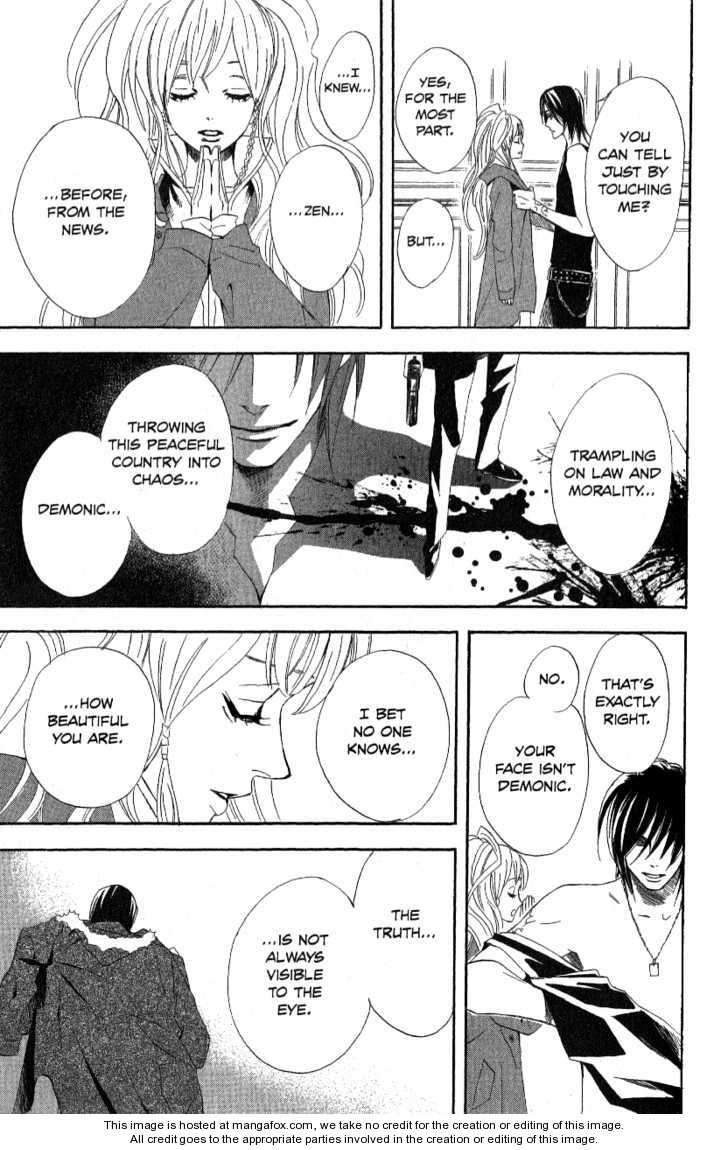 YOU
CAN TELL
JUST BY
TOUCHING
ME?
YES,
FOR THE
MOST
PART.
BUT...
...I
KNEW...
...ZEN...
...BEFORE,
FROM THE
NEWS.
TRAMPLING
ON LAW AND
MORALITY...
THROWING
THIS PEACEFUL
COUNTRY INTO
CHAOS...
DEMONIC...
THAT'S
EXACTLY
RIGHT.
NO.
YOUR
FACE ISN'T
DEMONIC.
I BET
NO ONE
KNOWS...
...HOW
BEAUTIFUL
YOU ARE.
THE
TRUTH...
...IS NOT
ALWAYS
VISIBLE
TO THE
EYE.
This image is hosted at mangafox.com, we take no credit for the creation or editing of this image.
All credit goes to the appropriate parties involved in the creation or editing of this image.